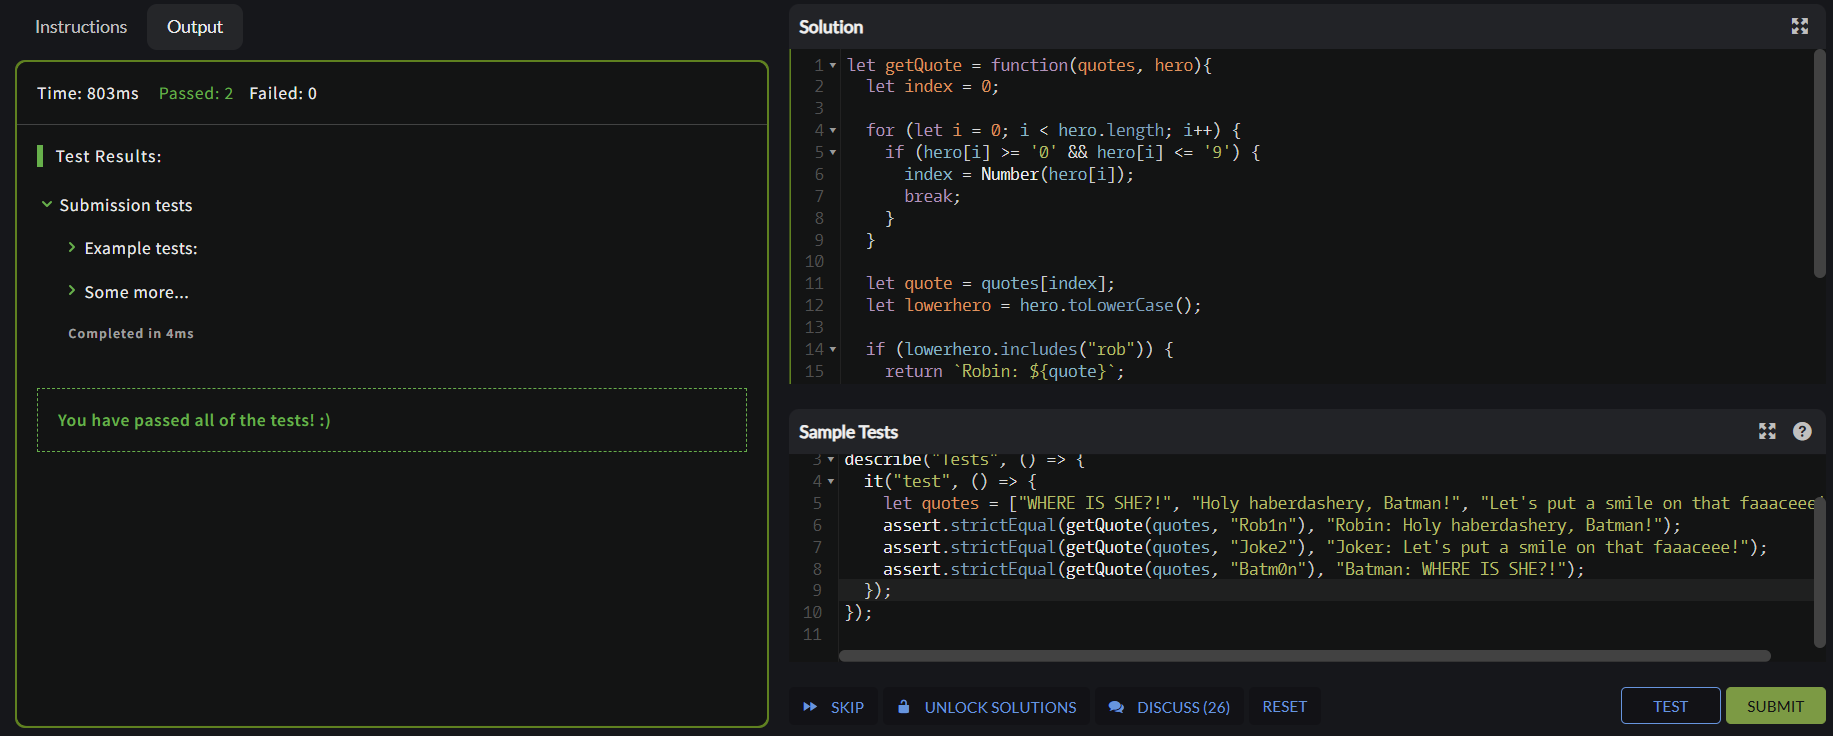 Instructions
Output
Time: 803ms Passed: 2 Failed: 0
Test Results:
Submission tests
Example tests:
Some more...
Completed in 4ms
You have passed all of the tests! :)
Solution
1 let getQuote = function(quotes, hero){
2 let index = 0;
3
4 for (let i = 0; i < hero.length; i++) {
5 if (hero[i] >= '0' && hero[i] <= '9') {
6 index = Number(hero[i]);
7 break;
8 }
9 }
10
11 let quote = quotes[index];
12 let lowerhero = hero.toLowerCase();
13
14 if (lowerhero.includes("rob")) {
15 return `Robin: ${quote}`;
Sample Tests
3 describe("Tests", () => {
4 it("test", () => {
5 let quotes = ["WHERE IS SHE?!", "Holy haberdashery, Batman!", "Let's put a smile on that faaaceee!
6 assert.strictEqual(getQuote(quotes, "Rob1n"), "Robin: Holy haberdashery, Batman!");
7 assert.strictEqual(getQuote(quotes, "Joke2"), "Joker: Let's put a smile on that faaaceee!");
8 assert.strictEqual(getQuote(quotes, "Batm0n"), "Batman: WHERE IS SHE?!");
9 });
10 });
11
SKIP
UNLOCK SOLUTIONS
DISCUSS (26)
RESET
TEST
SUBMIT